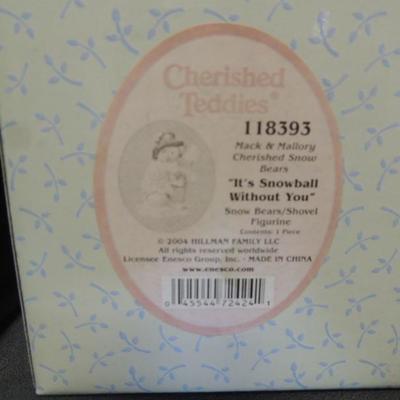 Cherished
Teddies®
118393
Mack & Mallory
Cherished Snow
Bears
"It's Snowball
Without You"
Snow Bears/Shovel
Figurine
Contents: 1 Piece
© 2004 HILLMAN FAMILY LLC
All rights reserved worldwide
Licensee Enesco Group, Inc. · MADE IN CHINA
www.enesco.com
0 45544 72424 1